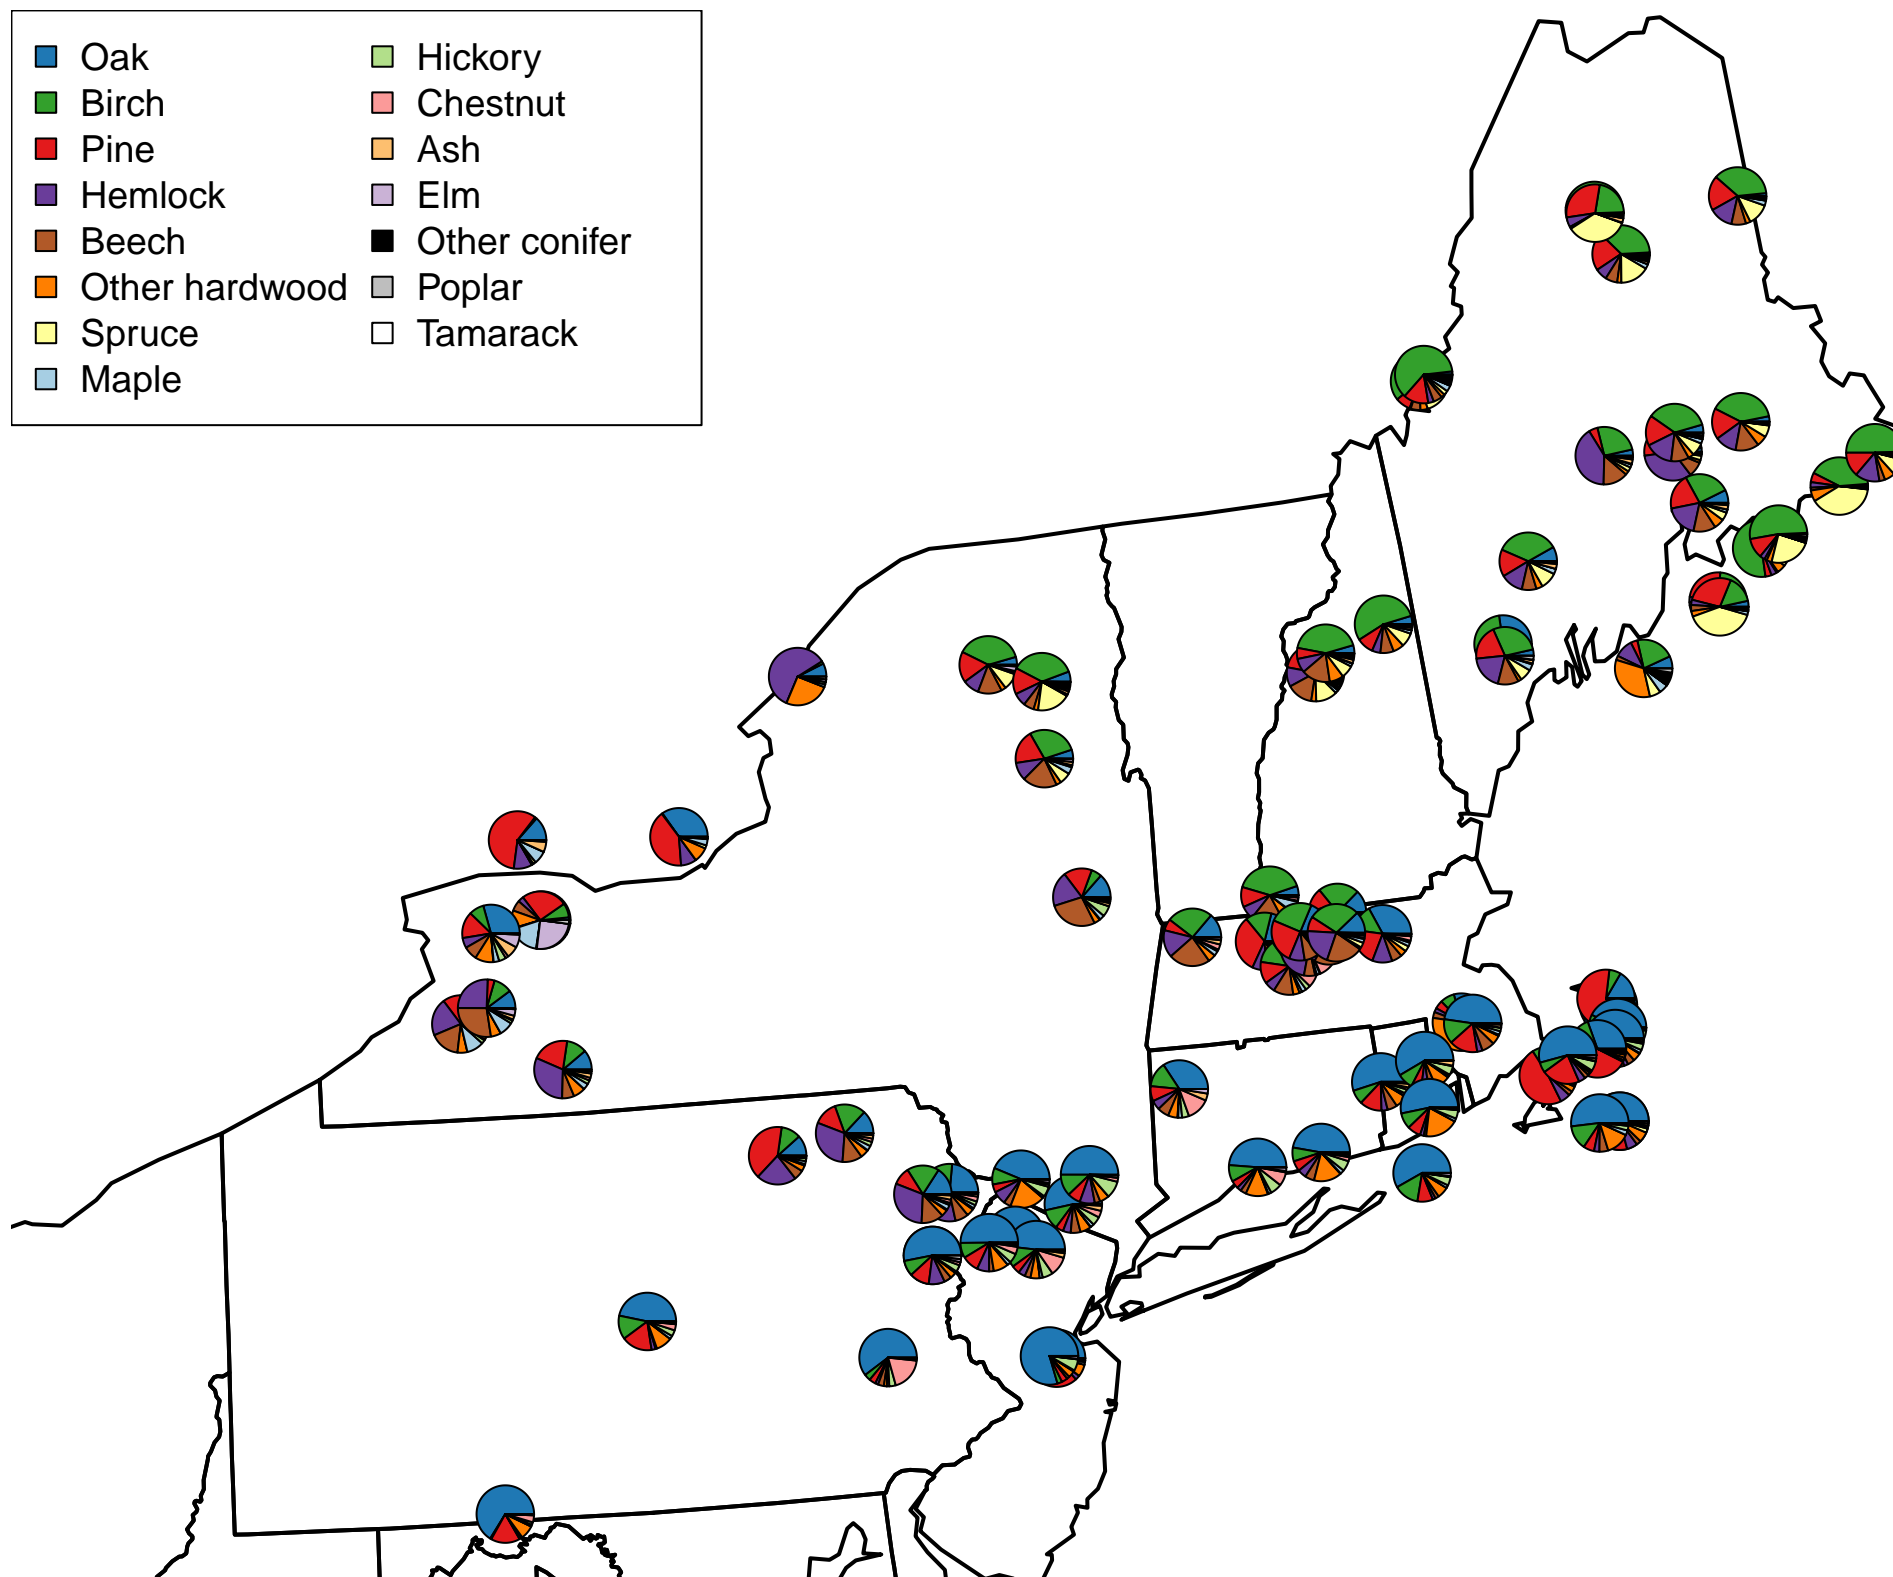 Oak
Birch
Pine
Hemlock
Beech
Other hardwood
Spruce
Maple
Hickory
Chestnut
Ash
Elm
Other conifer
Poplar
Tamarack